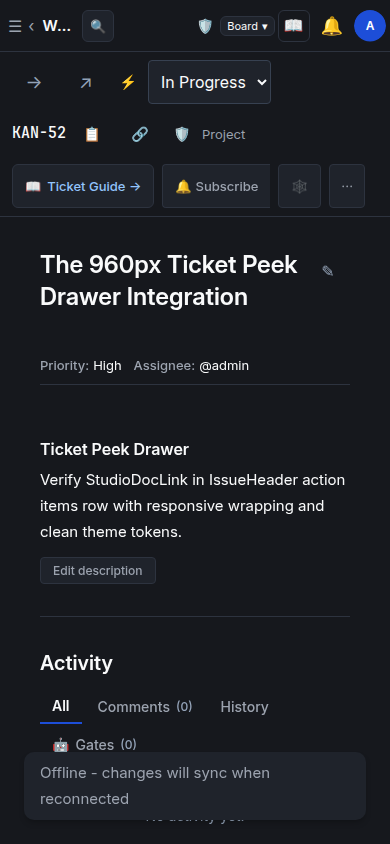 ☰ ‹ W... 🔍 🛡️ Board ▾ 📖 🔔 A
→ ↗ ⚡ In Progress
KAN-52 📋 🔗 🛡️ Project
📖 Ticket Guide → 🔔 Subscribe 🕸️ ...
The 960px Ticket Peek ✎
Drawer Integration
Priority: High Assignee: @admin
Ticket Peek Drawer
Verify StudioDocLink in IssueHeader action
items row with responsive wrapping and
clean theme tokens.
Edit description
Activity
All Comments (0) History
🤖 Gates (0)
Offline - changes will sync when
reconnected